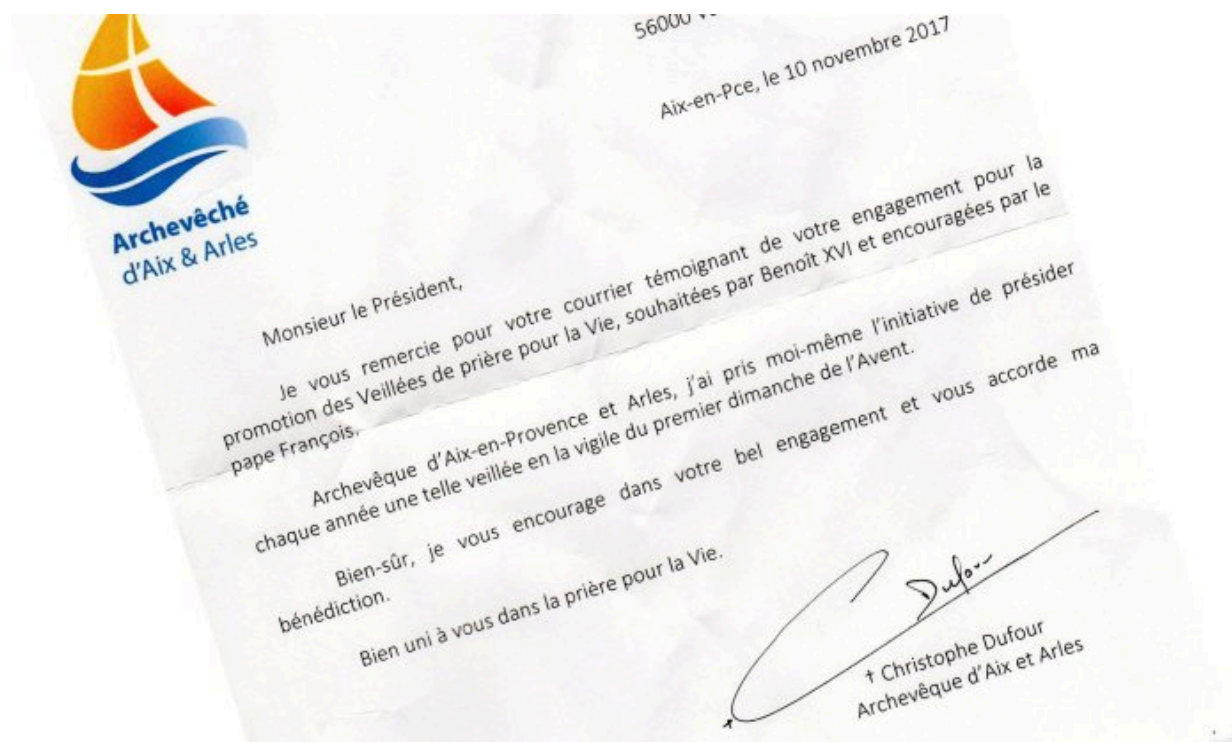 56000
Aix-en-Pce, le 10 novembre 2017
Archevêché
d'Aix & Arles
Monsieur le Président,
Je vous remercie pour votre courrier témoignant de votre engagement pour la
promotion des Veillées de prière pour la Vie, souhaitées par Benoît XVI et encouragées par le
pape François.
Archevêque d'Aix-en-Provence et Arles, j'ai pris moi-même l'initiative de présider
chaque année une telle veillée en la vigile du premier dimanche de l'Avent.
Bien-sûr, je vous encourage dans votre bel engagement et vous accorde ma
bénédiction.
Bien uni à vous dans la prière pour la Vie.
Dufour
† Christophe Dufour
Archevêque d'Aix et Arles